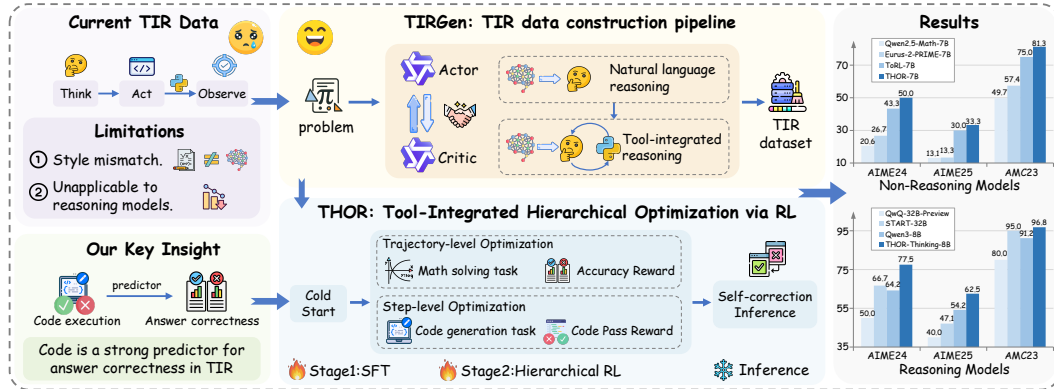 Current TIR Data
Think
Act
Observe
Limitations
① Style mismatch.
② Unapplicable to
reasoning models.
Our Key Insight
predictor
Code execution
Answer correctness
Code is a strong predictor for
answer correctness in TIR
TIRGen: TIR data construction pipeline
problem
Actor
Critic
Natural language
reasoning
Tool-integrated
reasoning
TIR
dataset
THOR: Tool-Integrated Hierarchical Optimization via RL
Cold
Start
Trajectory-level Optimization
Math solving task
Accuracy Reward
Step-level Optimization
Code generation task
Code Pass Reward
Self-correction
Inference
Stage1:SFT
Stage2:Hierarchical RL
Inference
Results
Qwen2.5-Math-7B
Eurus-2-PRIME-7B
ToRL-7B
THOR-7B
70
50
30
10
20.6
26.7
43.3
50.0
13.1
13.3
30.0
33.3
49.7
57.4
75.0
81.3
AIME24
AIME25
AMC23
Non-Reasoning Models
QwQ-32B-Preview
START-32B
Qwen3-8B
THOR-Thinking-8B
95
75
55
35
50.0
66.7
64.2
77.5
40.0
47.1
54.2
62.5
80.0
95.0
91.2
96.8
AIME24
AIME25
AMC23
Reasoning Models